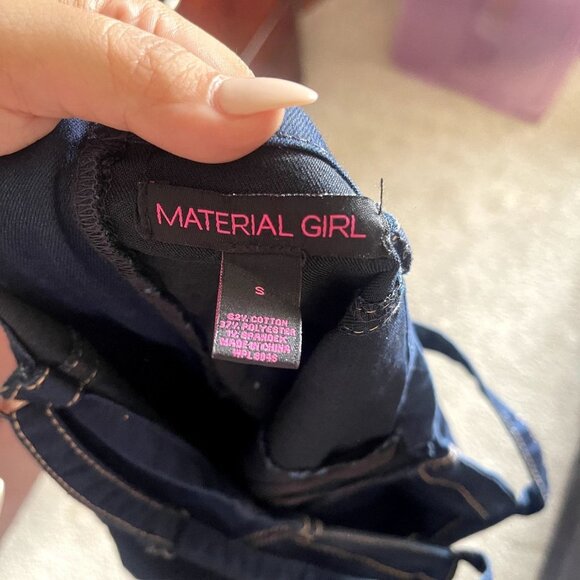 MATERIAL GIRL
S
62% COTTON
37% POLYESTER
1% SPANDEX
MADE IN CHINA